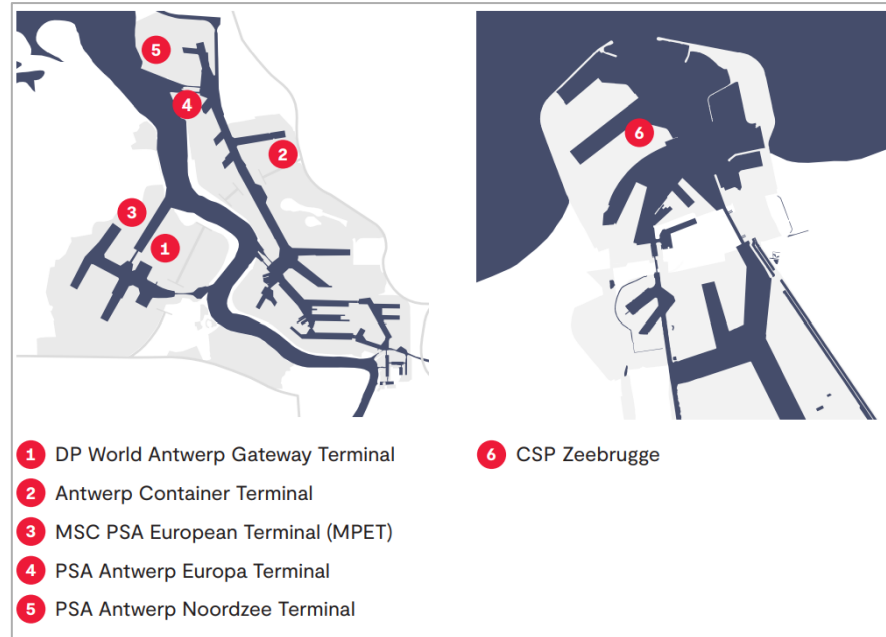 5
4
2
3
1
6
1 DP World Antwerp Gateway Terminal
2 Antwerp Container Terminal
3 MSC PSA European Terminal (MPET)
4 PSA Antwerp Europa Terminal
5 PSA Antwerp Noordzee Terminal
6 CSP Zeebrugge